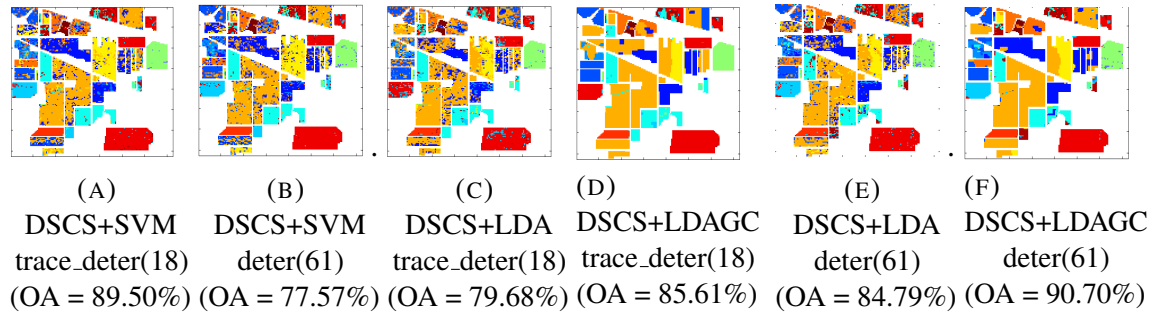 (A) (B) (C) (D) (E) (F)
DSCS+SVM DSCS+SVM DSCS+LDA DSCS+LDAGC DSCS+LDA DSCS+LDAGC
trace_deter(18) deter(61) trace_deter(18) trace_deter(18) deter(61) deter(61)
(OA = 89.50%) (OA = 77.57%) (OA = 79.68%) (OA = 85.61%) (OA = 84.79%) (OA = 90.70%)